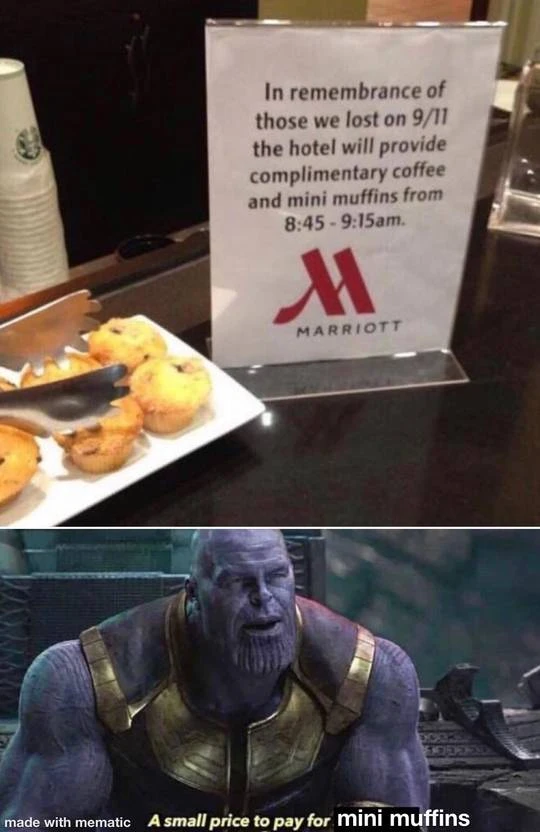 In remembrance of
those we lost on 9/11
the hotel will provide
complimentary coffee
and mini muffins from
8:45 - 9:15am.
MARRIOTT
made with mematic
A small price to pay for mini muffins